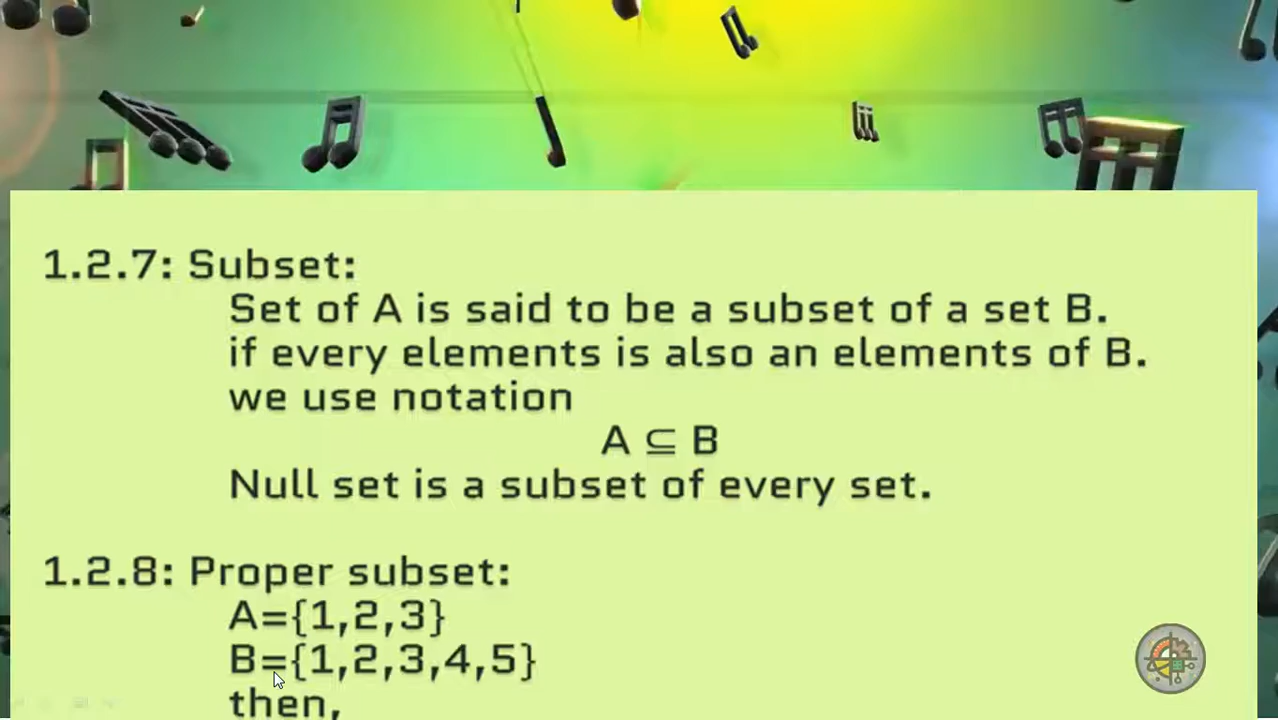 1.2.7: Subset:
Set of A is said to be a subset of a set B.
if every elements is also an elements of B.
we use notation
A ⊆ B
Null set is a subset of every set.
1.2.8: Proper subset:
A={1,2,3}
B={1,2,3,4,5}
then,